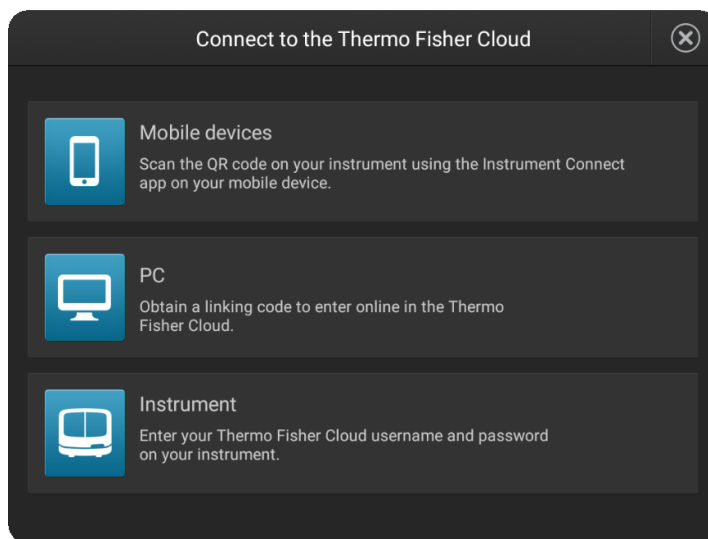 Connect to the Thermo Fisher Cloud
Mobile devices
Scan the QR code on your instrument using the Instrument Connect
app on your mobile device.
PC
Obtain a linking code to enter online in the Thermo
Fisher Cloud.
Instrument
Enter your Thermo Fisher Cloud username and password
on your instrument.